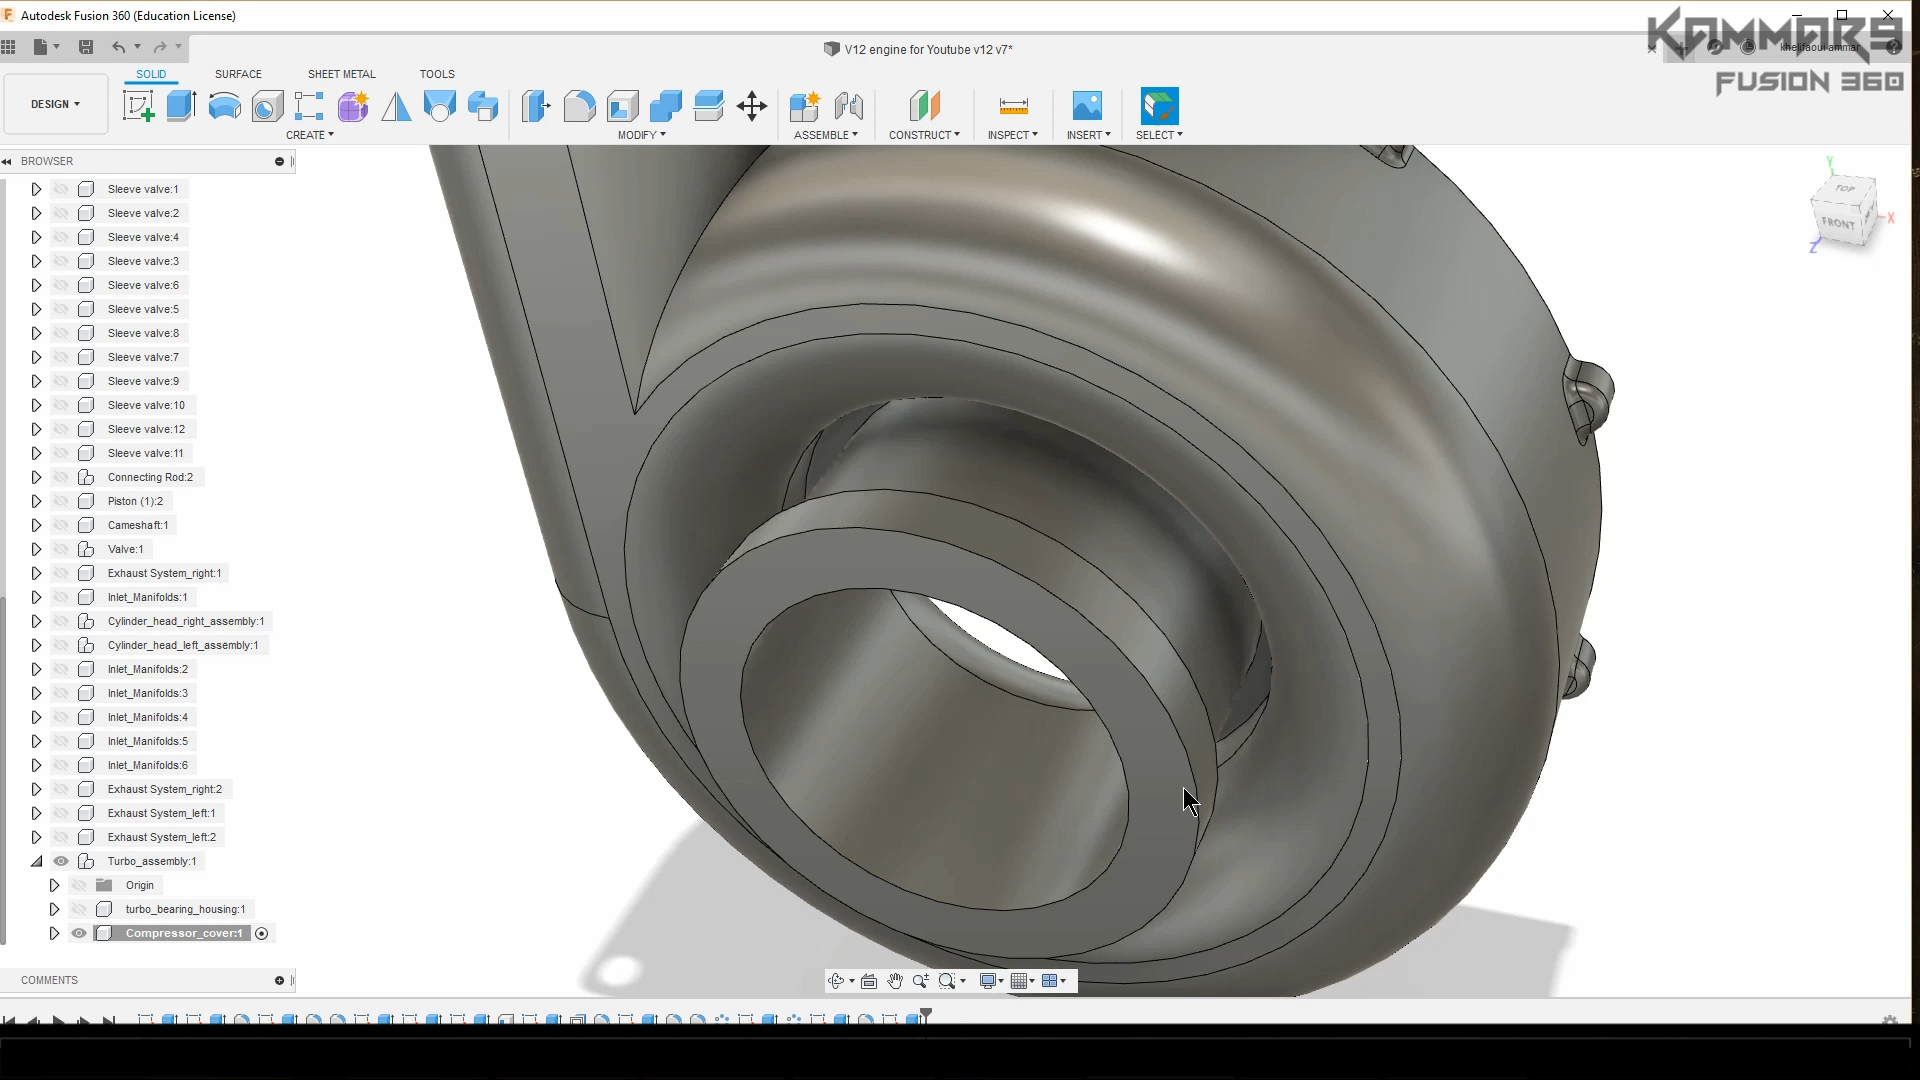 Autodesk Fusion 360 (Education License)
KAMMAR9
FUSION 360
V12 engine for Youtube v12 v7*
khelifaoui ammar
DESIGN
SOLID
SURFACE
SHEET METAL
TOOLS
CREATE
MODIFY
ASSEMBLE
CONSTRUCT
INSPECT
INSERT
SELECT
BROWSER
Sleeve valve:1
Sleeve valve:2
Sleeve valve:4
Sleeve valve:3
Sleeve valve:6
Sleeve valve:5
Sleeve valve:8
Sleeve valve:7
Sleeve valve:9
Sleeve valve:10
Sleeve valve:12
Sleeve valve:11
Connecting Rod:2
Piston (1):2
Cameshaft:1
Valve:1
Exhaust System_right:1
Inlet_Manifolds:1
Cylinder_head_right_assembly:1
Cylinder_head_left_assembly:1
Inlet_Manifolds:2
Inlet_Manifolds:3
Inlet_Manifolds:4
Inlet_Manifolds:5
Inlet_Manifolds:6
Exhaust System_right:2
Exhaust System_left:1
Exhaust System_left:2
Turbo_assembly:1
Origin
turbo_bearing_housing:1
Compressor_cover:1
COMMENTS
Y
TOP
FRONT
X
Z